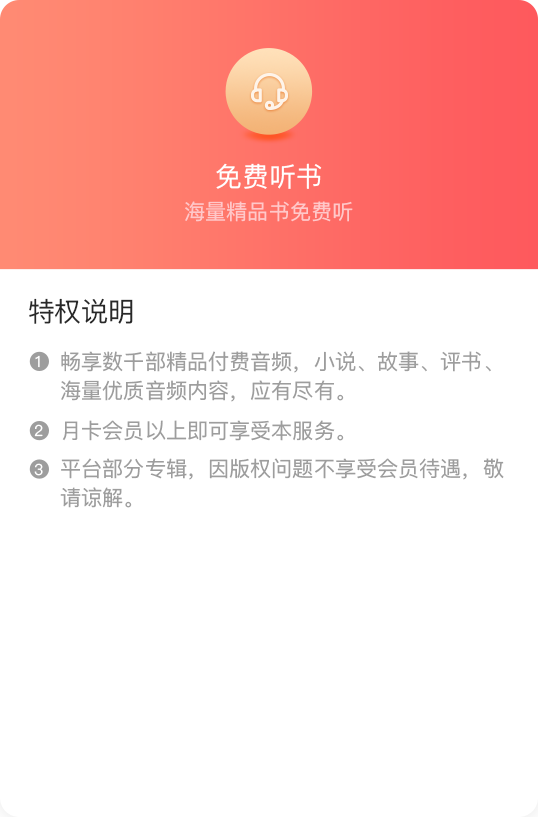 免费听书
海量精品书免费听
特权说明
1 畅享数千部精品付费音频，小说、故事、评书、
海量优质音频内容，应有尽有。
2 月卡会员以上即可享受本服务。
3 平台部分专辑，因版权问题不享受会员待遇，敬
请谅解。